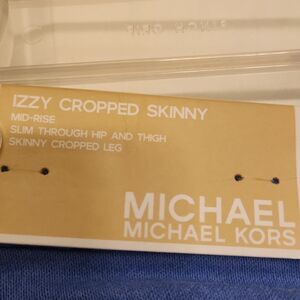 IZZY CROPPED SKINNY
MID-RISE
SLIM THROUGH HIP AND THIGH
SKINNY CROPPED LEG
MICHAEL
MICHAEL KORS